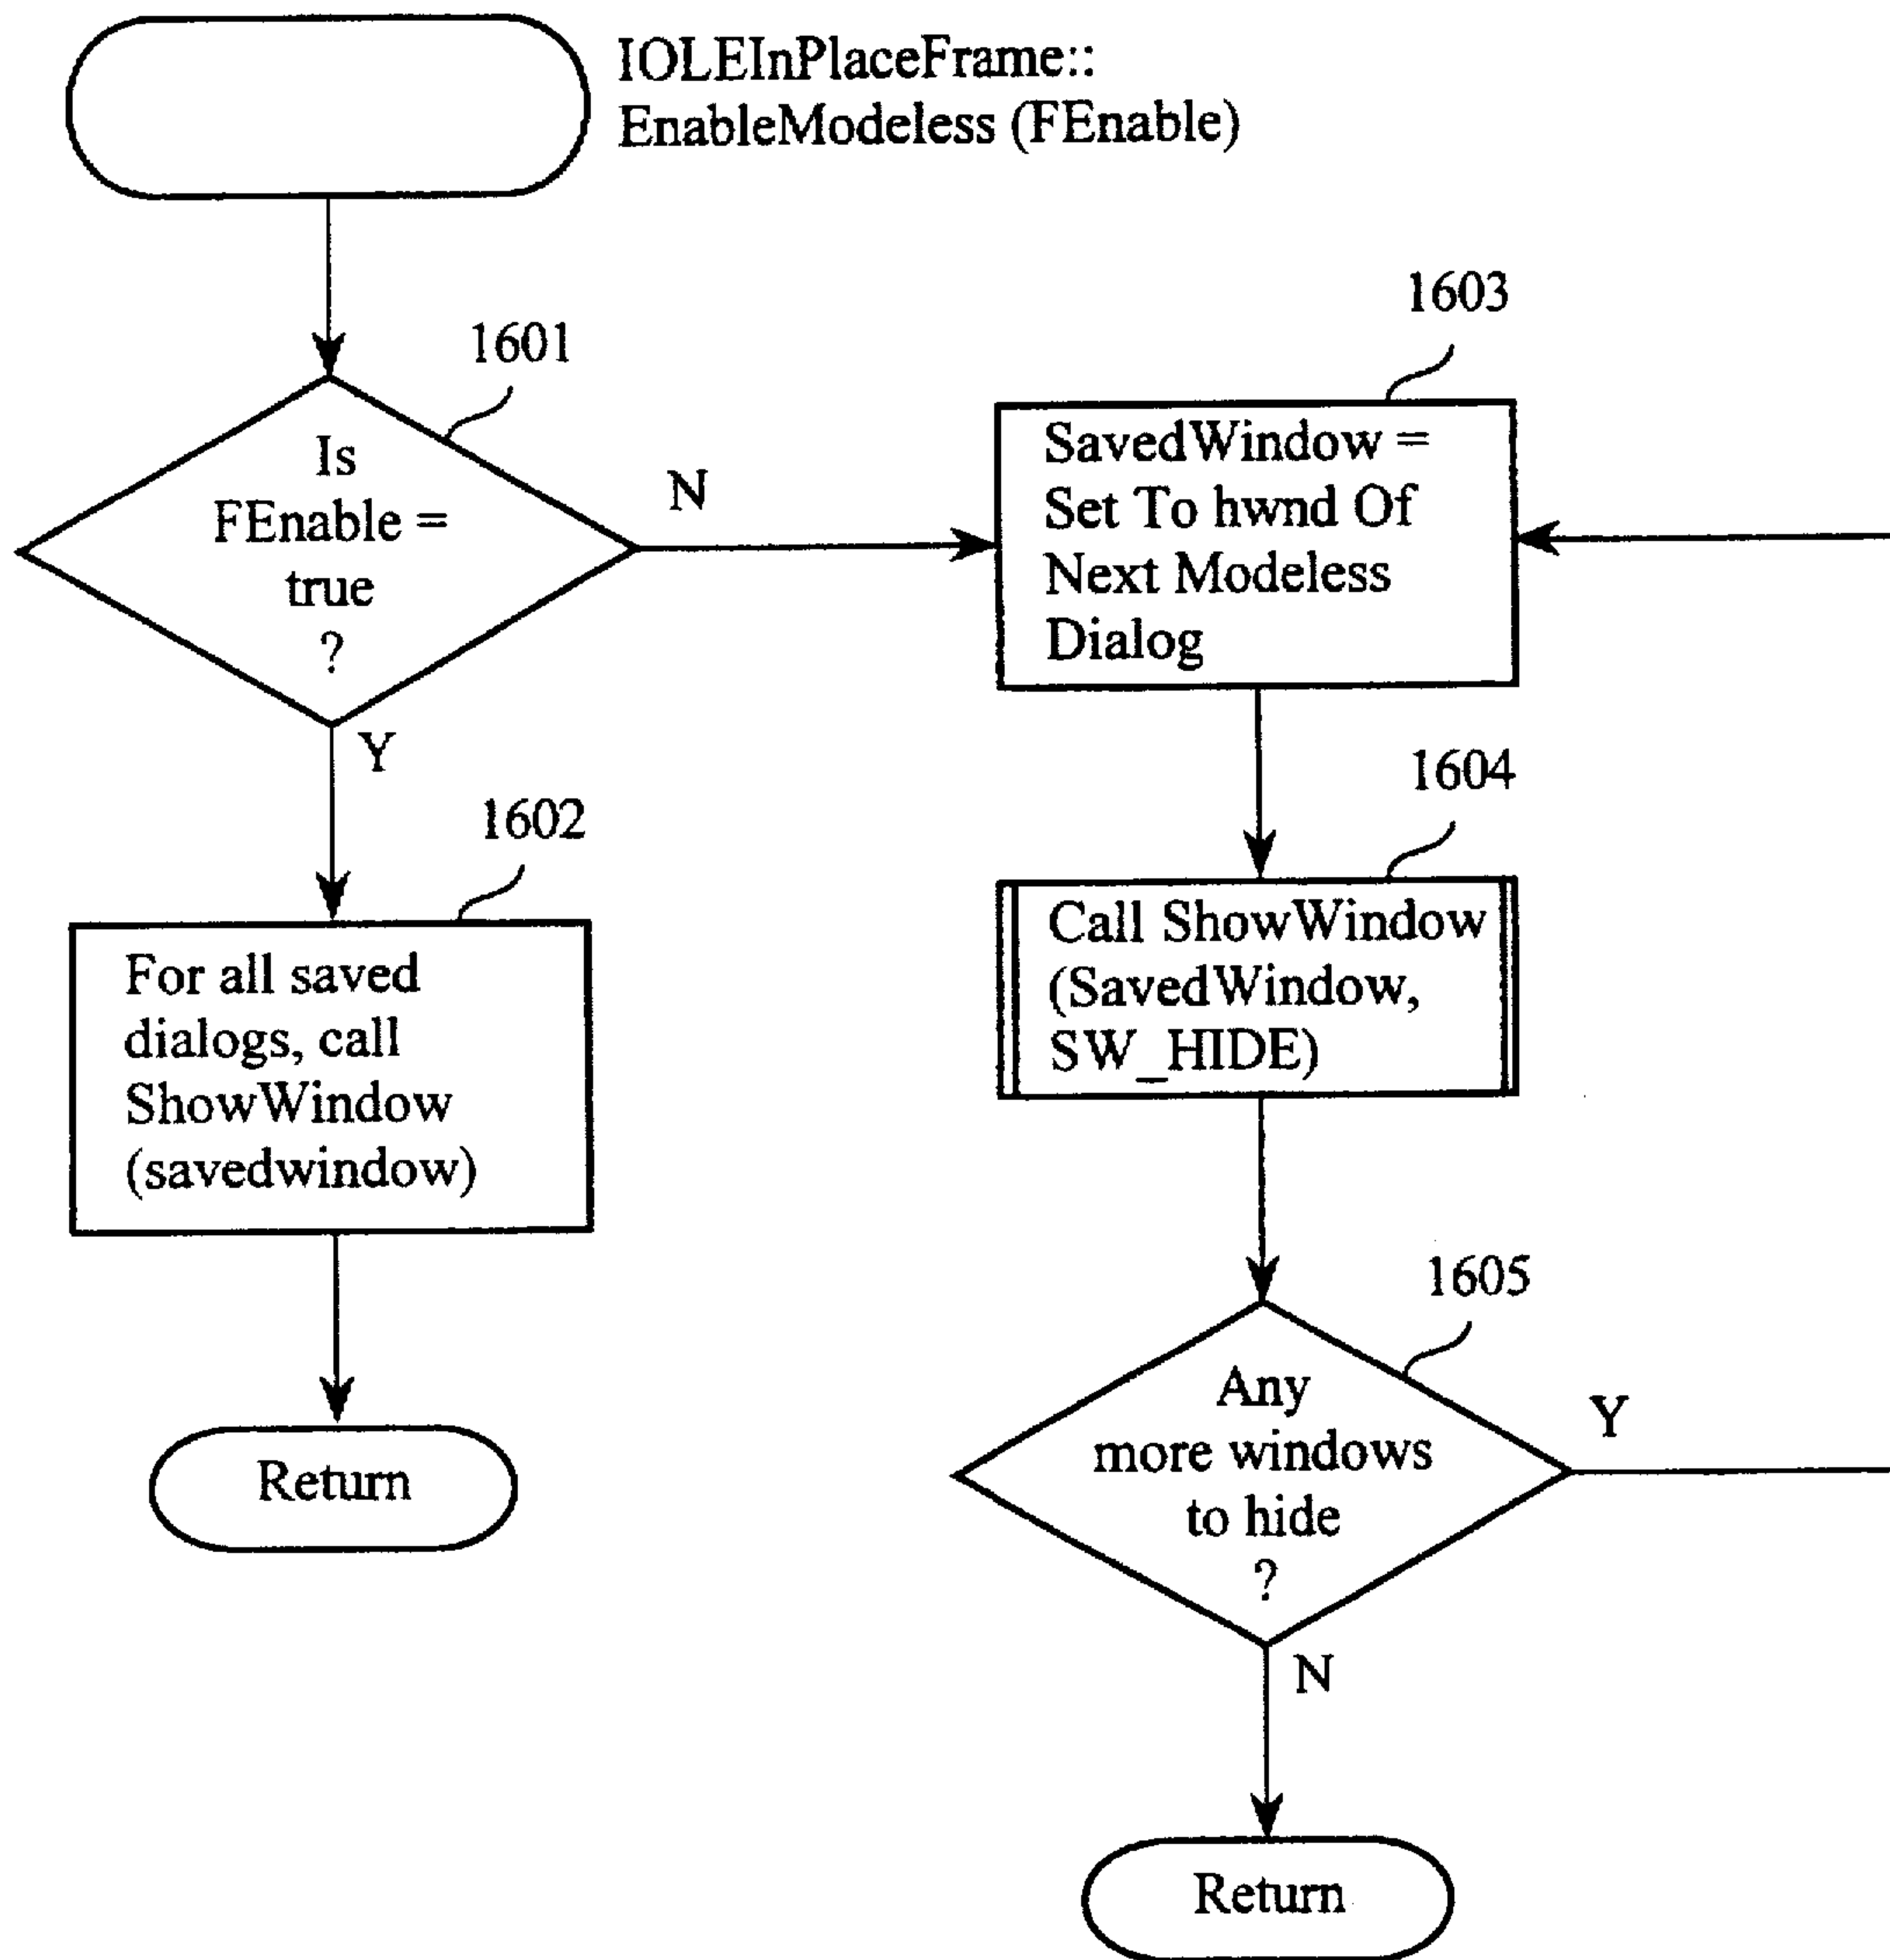 IOLEInPlaceFrame::
EnableModeless (FEnable)
1601
Is
FEnable =
true
?
N
Y
1602
For all saved
dialogs, call
ShowWindow
(savedwindow)
Return
1603
SavedWindow =
Set To hwnd Of
Next Modeless
Dialog
1604
Call ShowWindow
(SavedWindow,
SW_HIDE)
1605
Any
more windows
to hide
?
Y
N
Return